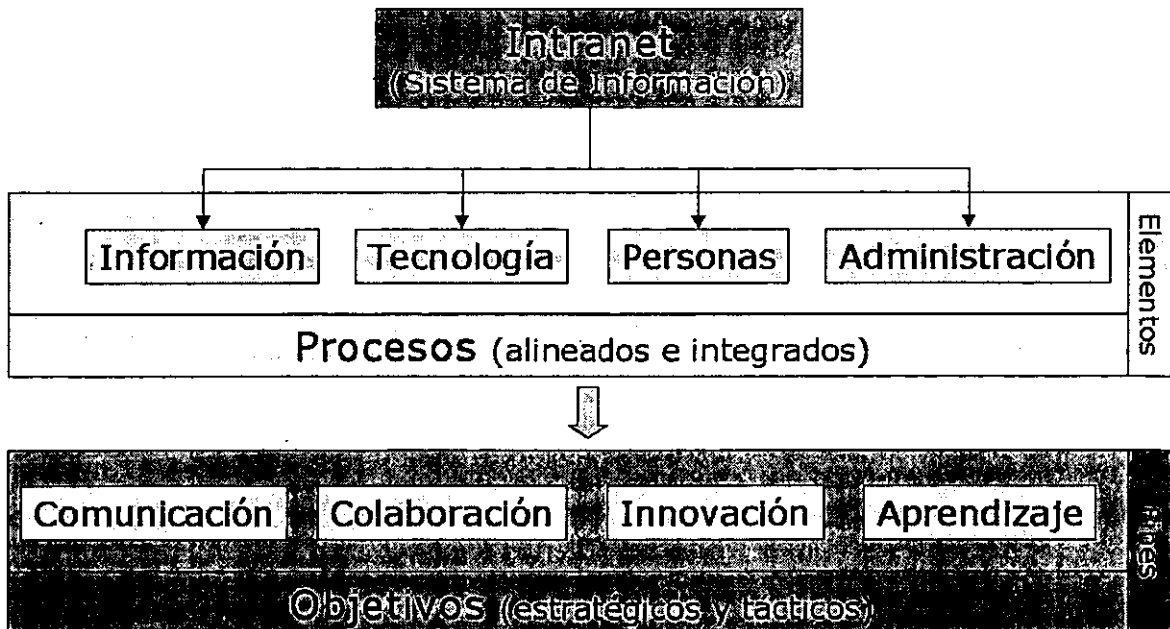 Intranet
(Sistema de Información)
Información
Tecnología
Personas
Administración
Elementos
Procesos (alineados e integrados)
Comunicación
Colaboración
Innovación
Aprendizaje
Fines
Objetivos (estratégicos y tacticos)